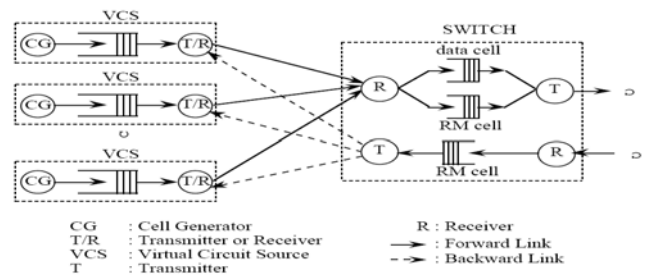 VCS
CG
T/R
VCS
CG
T/R
VCS
CG
T/R
SWITCH
data cell
R
T
RM cell
T
R
RM cell
CG : Cell Generator
T/R : Transmitter or Receiver
VCS : Virtual Circuit Source
T : Transmitter
R : Receiver
: Forward Link
: Backward Link